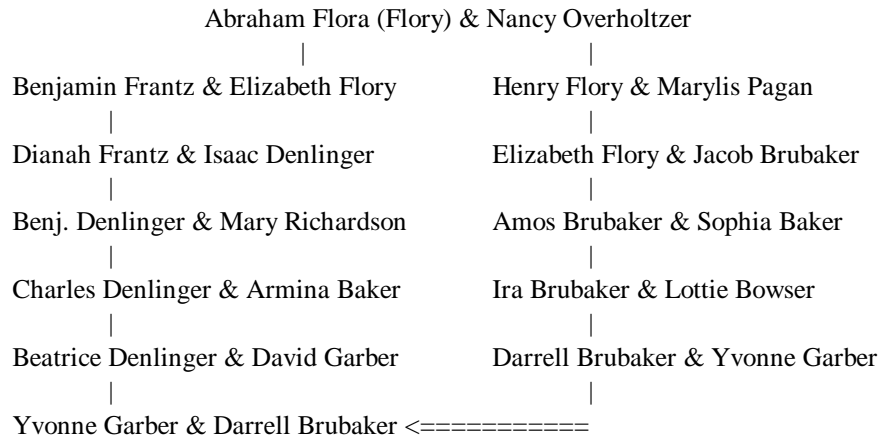 Abraham Flora (Flory) & Nancy Overholtzer
| |
Benjamin Frantz & Elizabeth Flory Henry Flory & Marylis Pagan
| |
Dianah Frantz & Isaac Denlinger Elizabeth Flory & Jacob Brubaker
| |
Benj. Denlinger & Mary Richardson Amos Brubaker & Sophia Baker
| |
Charles Denlinger & Armina Baker Ira Brubaker & Lottie Bowser
| |
Beatrice Denlinger & David Garber Darrell Brubaker & Yvonne Garber
| |
Yvonne Garber & Darrell Brubaker <===========